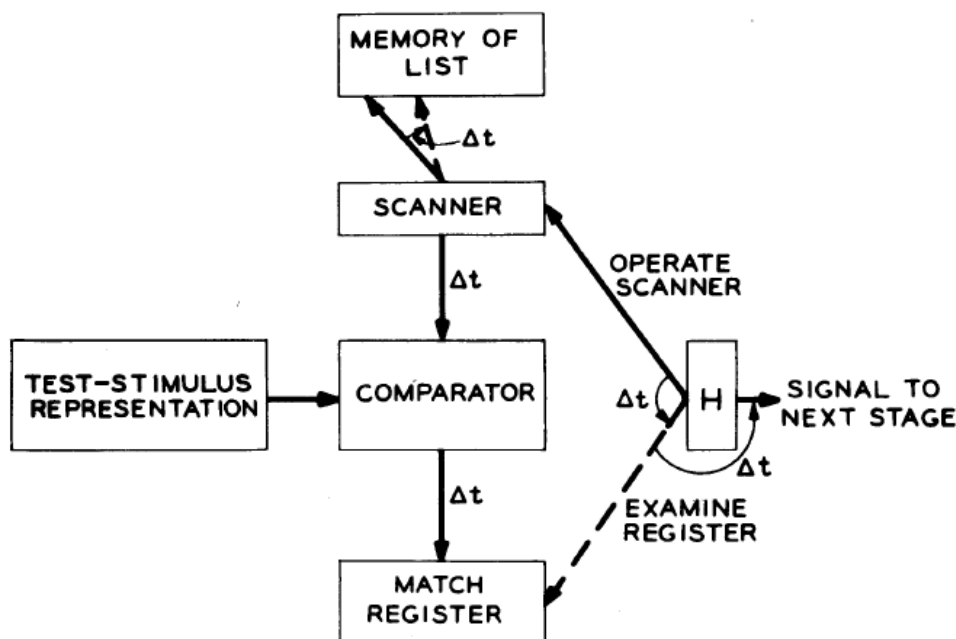 MEMORY OF
LIST
Δt
SCANNER
Δt
OPERATE
SCANNER
TEST-STIMULUS
REPRESENTATION
COMPARATOR
Δt
H
SIGNAL TO
NEXT STAGE
Δt
Δt
EXAMINE
REGISTER
MATCH
REGISTER